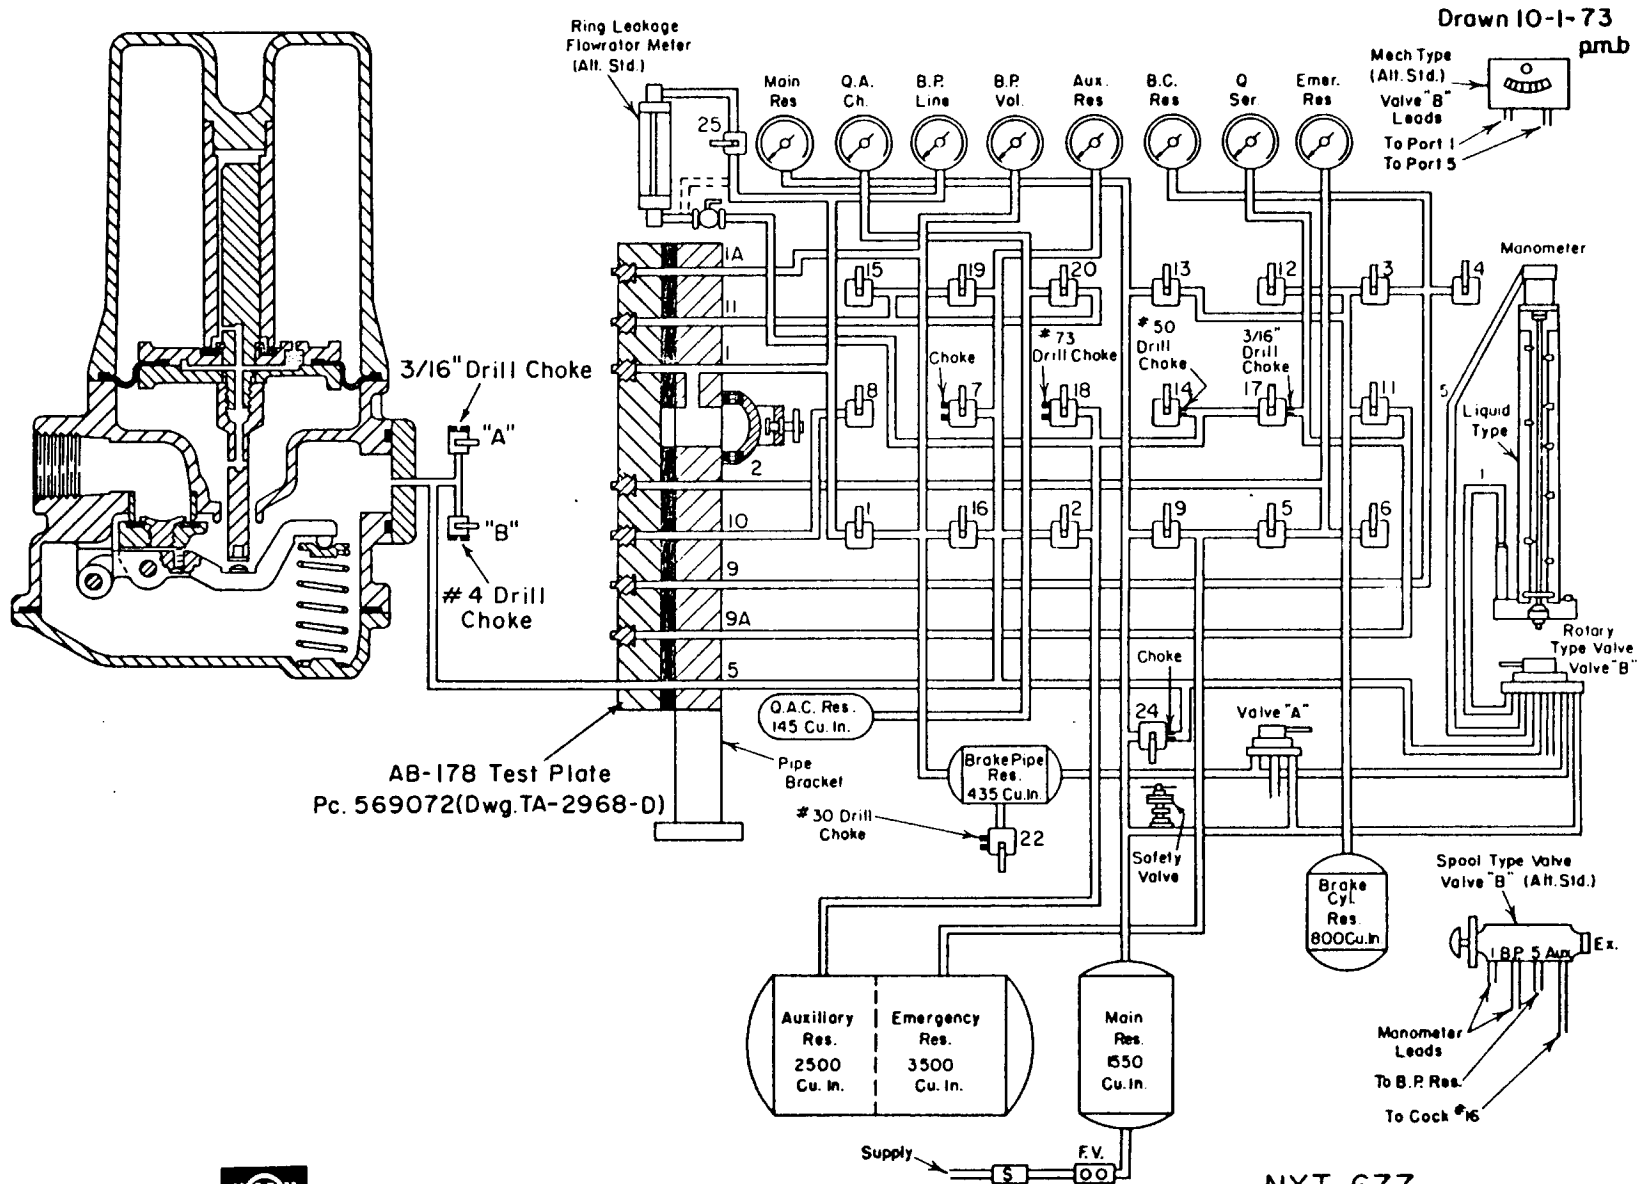 Drawn 10-1-73
p.m.b
Ring Leakage
Flowrator Meter
(Alt. Std.)
Main
Res
Q.A.
Ch.
B.P.
Line
B.P.
Vol.
Aux.
Res
B.C.
Res
Q
Ser.
Emer.
Res
Mech Type
(Alt. Std.)
Valve "B"
Leads
To Port 1
To Port 5
25
1A
11
1
2
10
9
9A
5
15
19
20
13
12
3
4
Manometer
3/16" Drill Choke
"A"
"B"
# 4 Drill
Choke
Choke
# 73
Drill Choke
# 50
Drill
Choke
3/16"
Drill
Choke
8
7
18
14
17
11
5
Liquid
Type
1
1
16
2
9
5
6
Rotary
Type Valve
Valve "B"
Choke
24
Valve "A"
Q.A.C. Res.
145 Cu. In.
Pipe
Bracket
AB-178 Test Plate
Pc. 569072(Dwg.TA-2968-D)
Brake Pipe
Res.
435 Cu.In.
# 30 Drill
Choke
22
Safety
Valve
Brake
Cyl.
Res.
800Cu.In
Spool Type Valve
Valve "B" (Alt.Std.)
1 B.P. 5 Aux.
Ex.
Manometer
Leads
To B.P. Res.
To Cock #16
Auxiliary
Res.
2500
Cu. In.
Emergency
Res.
3500
Cu. In.
Main
Res.
1550
Cu. In.
Supply
S
F.V.
NYT-677